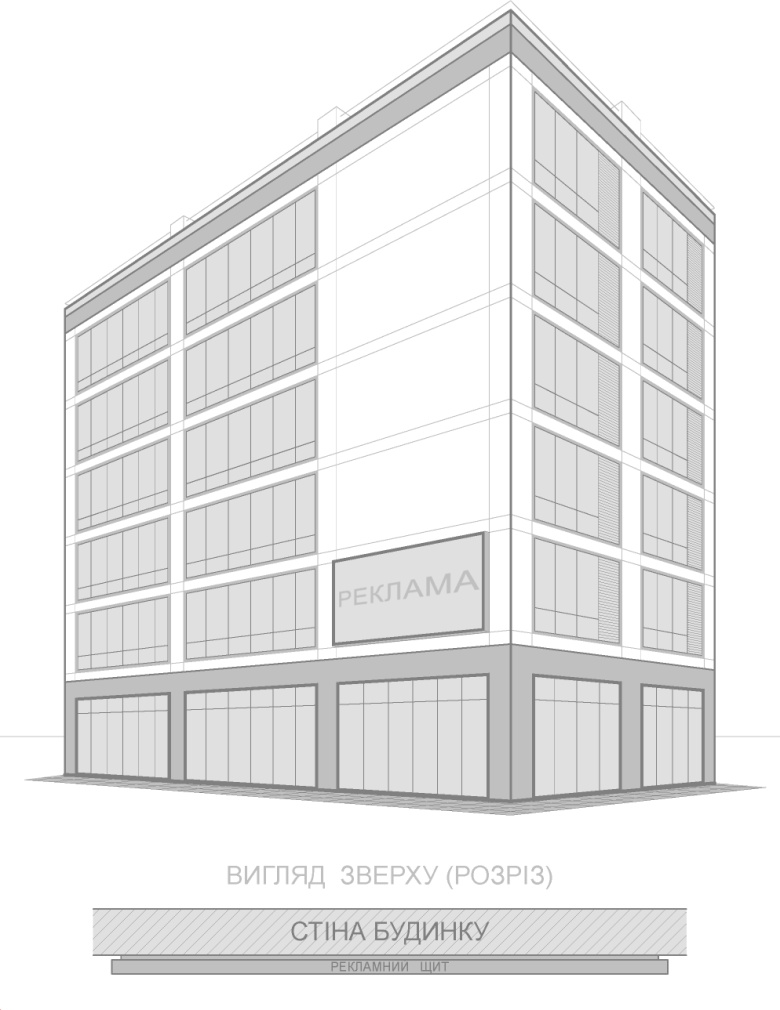 РЕКЛАМА
ВИГЛЯД ЗВЕРХУ (РОЗРІЗ)
СТІНА БУДИНКУ
РЕКЛАМНИЙ ЩИТ